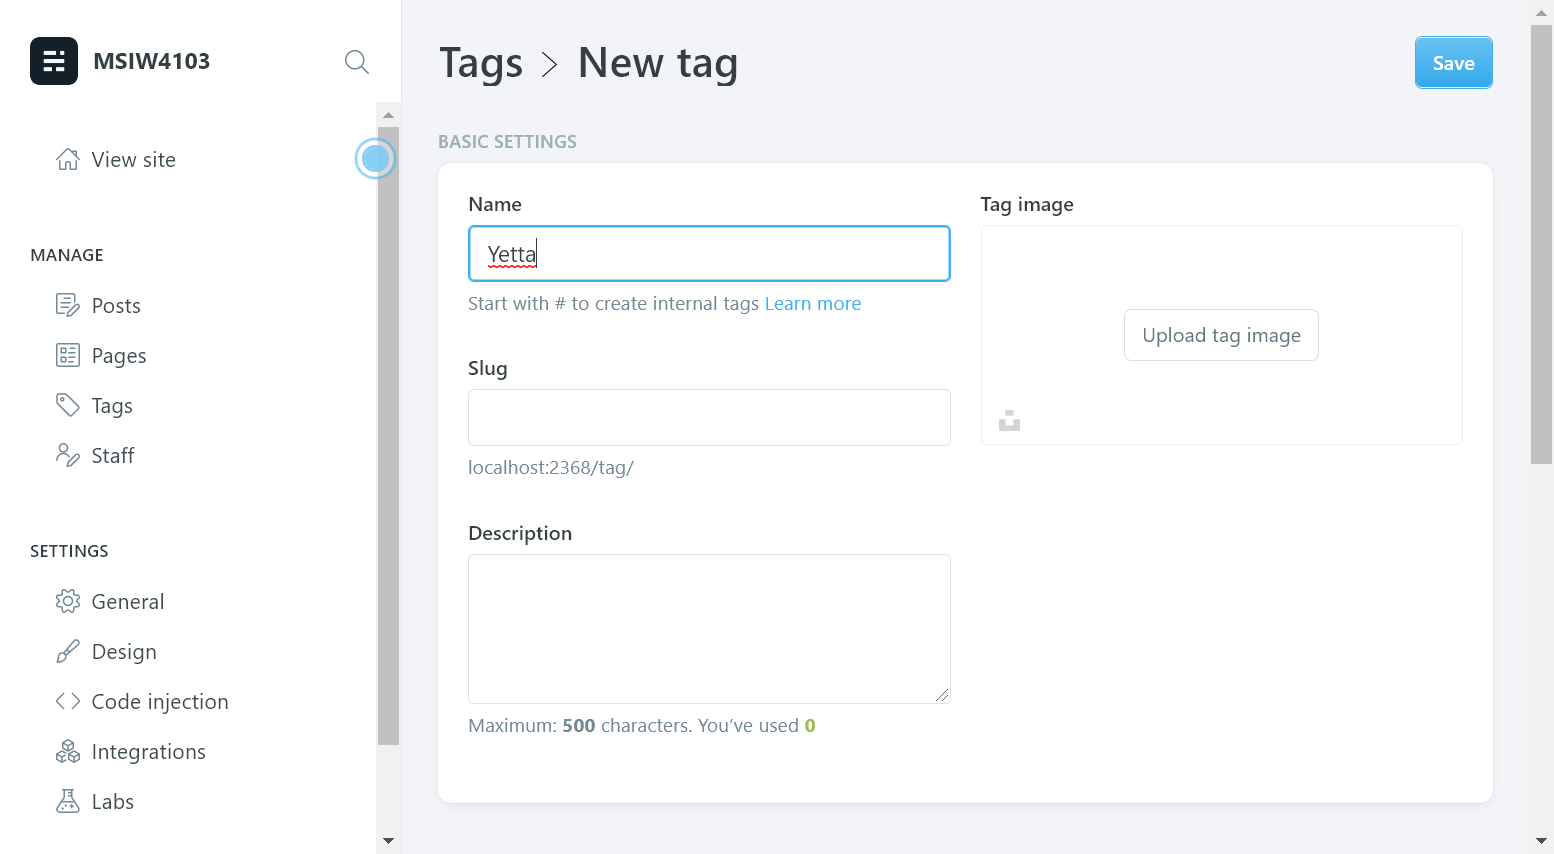 MSIW4103
View site
MANAGE
Posts
Pages
Tags
Staff
SETTINGS
General
Design
Code injection
Integrations
Labs
Tags > New tag
Save
BASIC SETTINGS
Name
Yetta
Start with # to create internal tags Learn more
Slug
localhost:2368/tag/
Description
Maximum: 500 characters. You’ve used 0
Tag image
Upload tag image